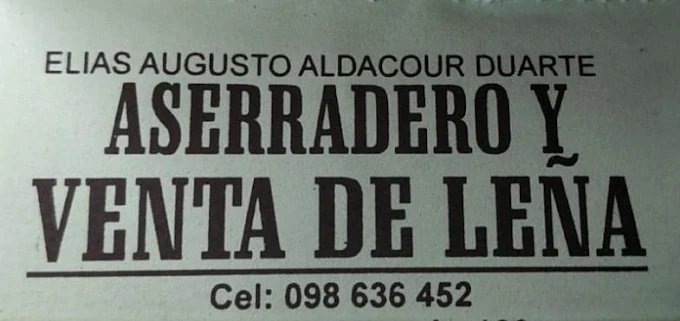 ELIAS AUGUSTO ALDACOUR DUARTE
ASERRADERO Y
VENTA DE LEÑA
Cel: 098 636 452